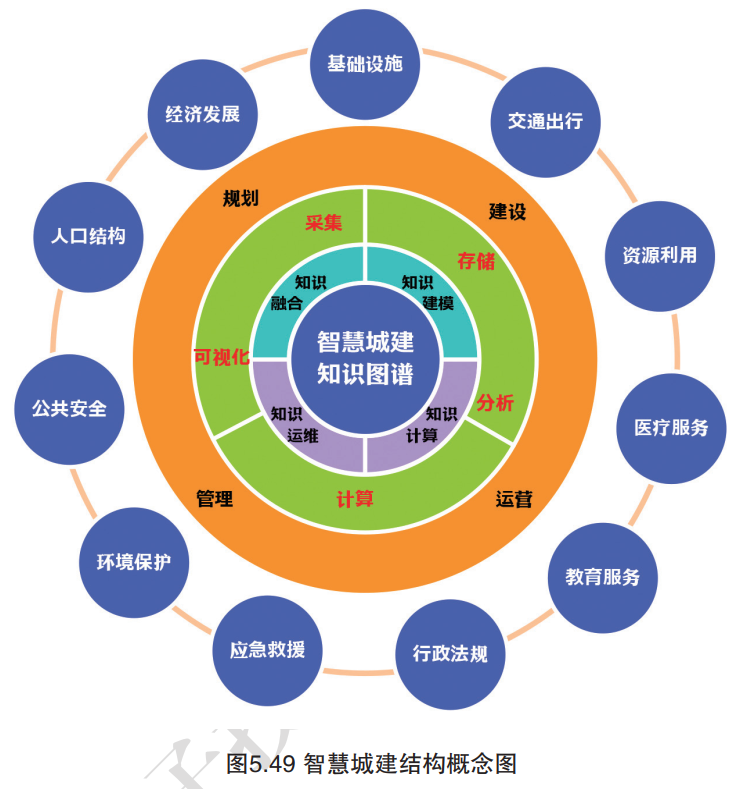 基础设施
交通出行
资源利用
医疗服务
教育服务
行政法规
应急救援
环境保护
公共安全
人口结构
经济发展
规划
建设
运营
管理
采集
存储
分析
计算
可视化
知识
融合
知识
建模
知识
计算
知识
运维
智慧城建
知识图谱
图5.49 智慧城建结构概念图